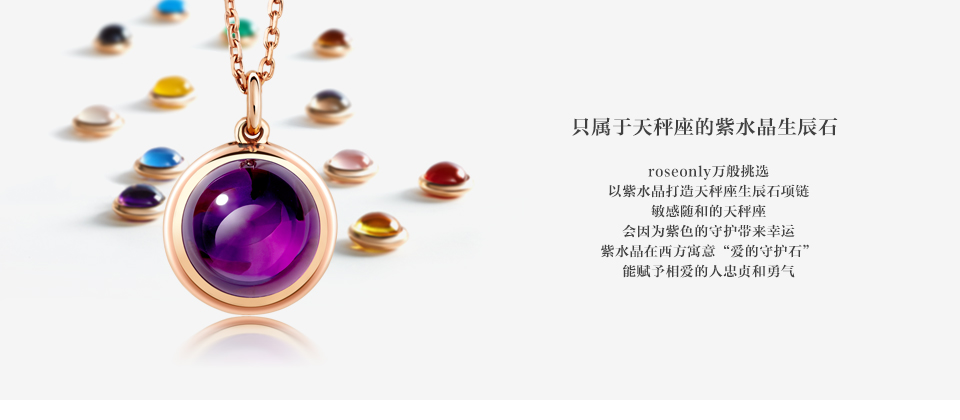 只属于天秤座的紫水晶生辰石
roseonly万般挑选
以紫水晶打造天秤座生辰石项链
敏感随和的天秤座
会因为紫色的守护带来幸运
紫水晶在西方寓意“爱的守护石”
能赋予相爱的人忠贞和勇气